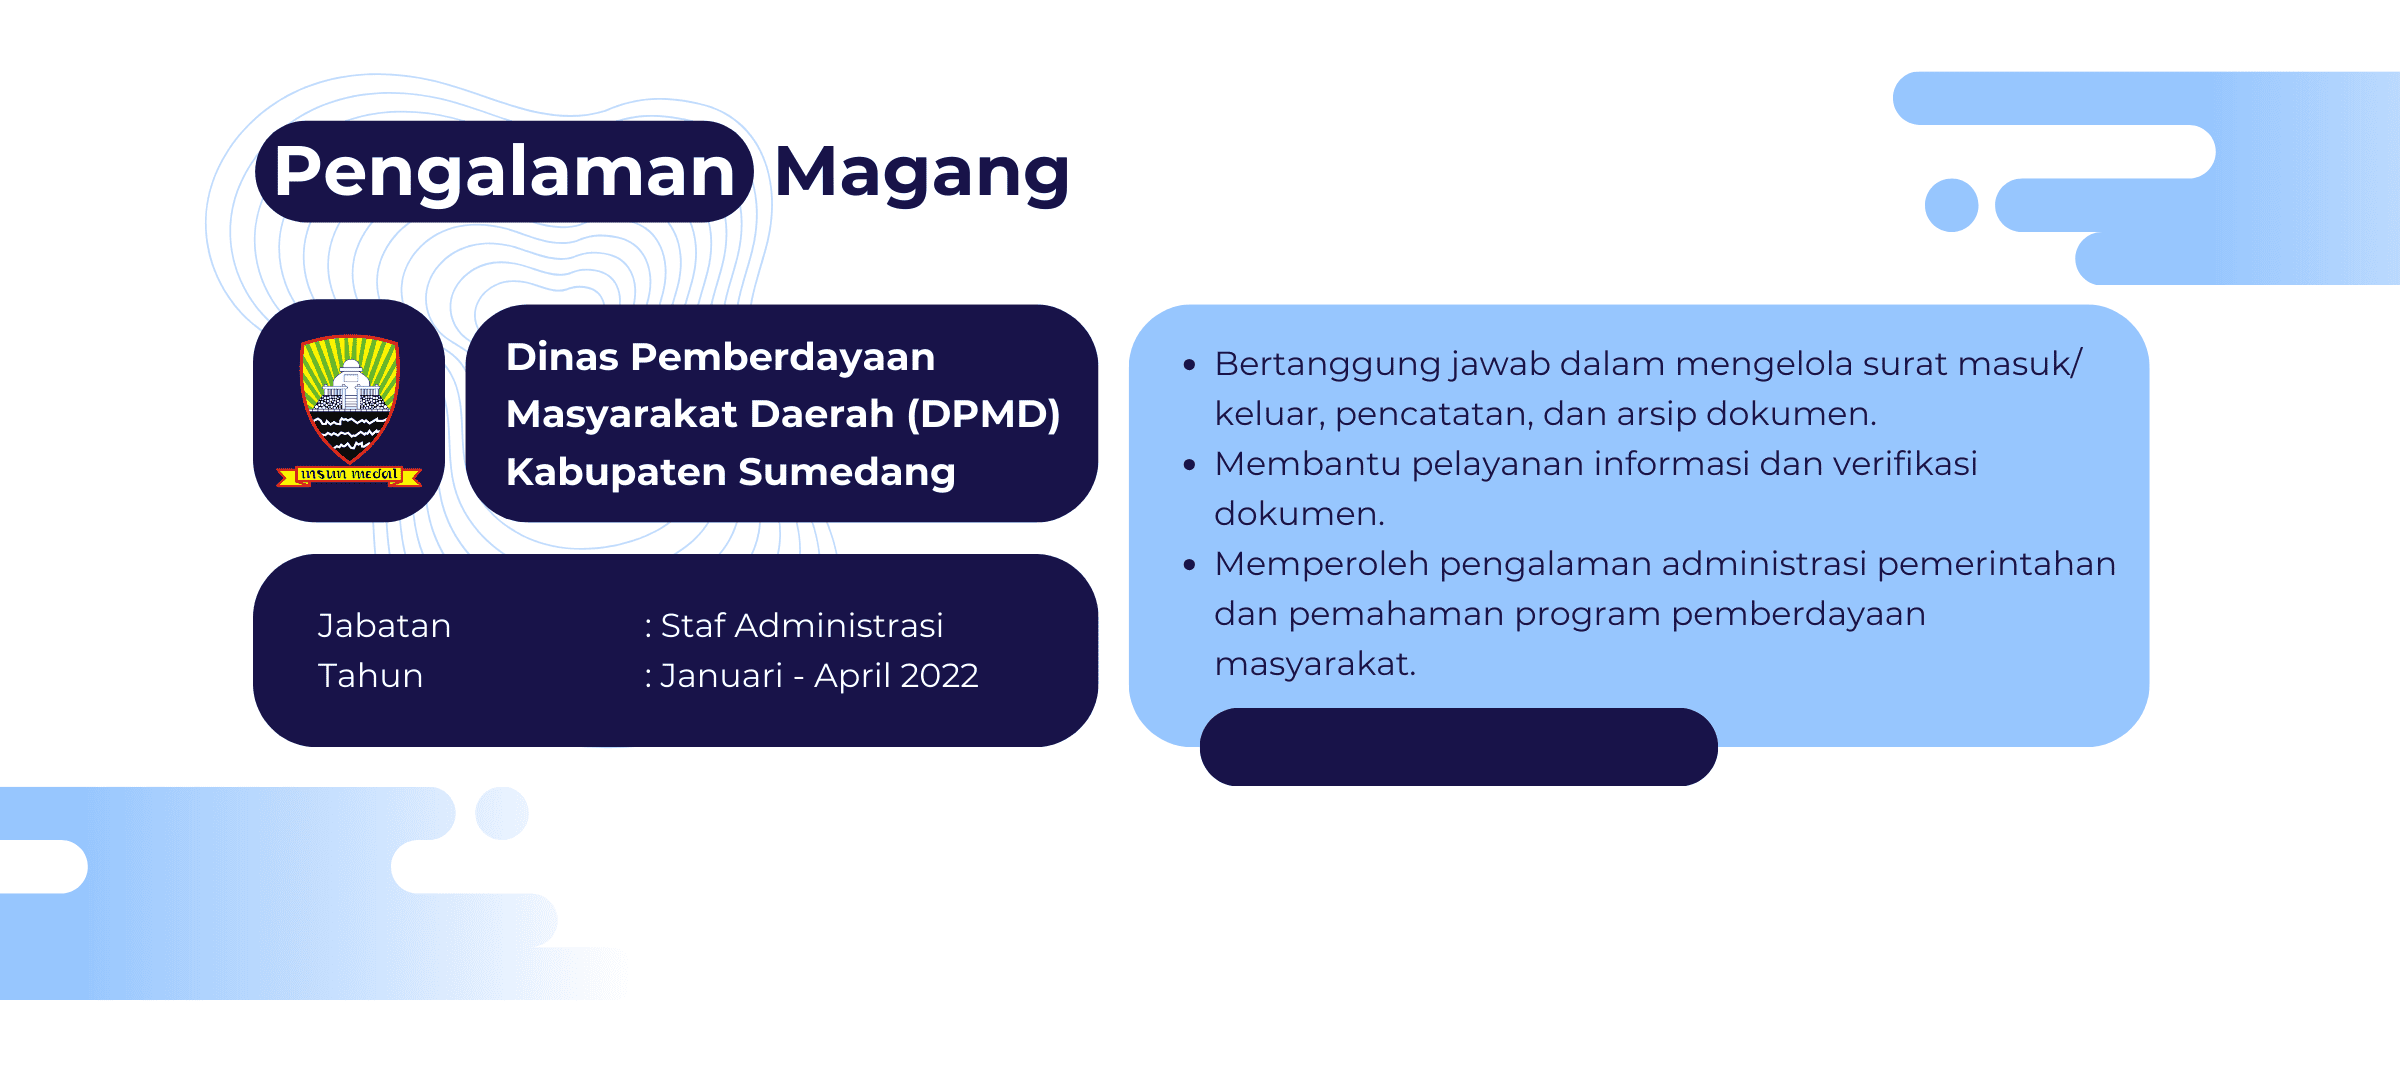 Pengalaman Magang
insun medal
Dinas Pemberdayaan
Masyarakat Daerah (DPMD)
Kabupaten Sumedang
Jabatan : Staf Administrasi
Tahun : Januari - April 2022
• Bertanggung jawab dalam mengelola surat masuk/
keluar, pencatatan, dan arsip dokumen.
• Membantu pelayanan informasi dan verifikasi
dokumen.
• Memperoleh pengalaman administrasi pemerintahan
dan pemahaman program pemberdayaan
masyarakat.